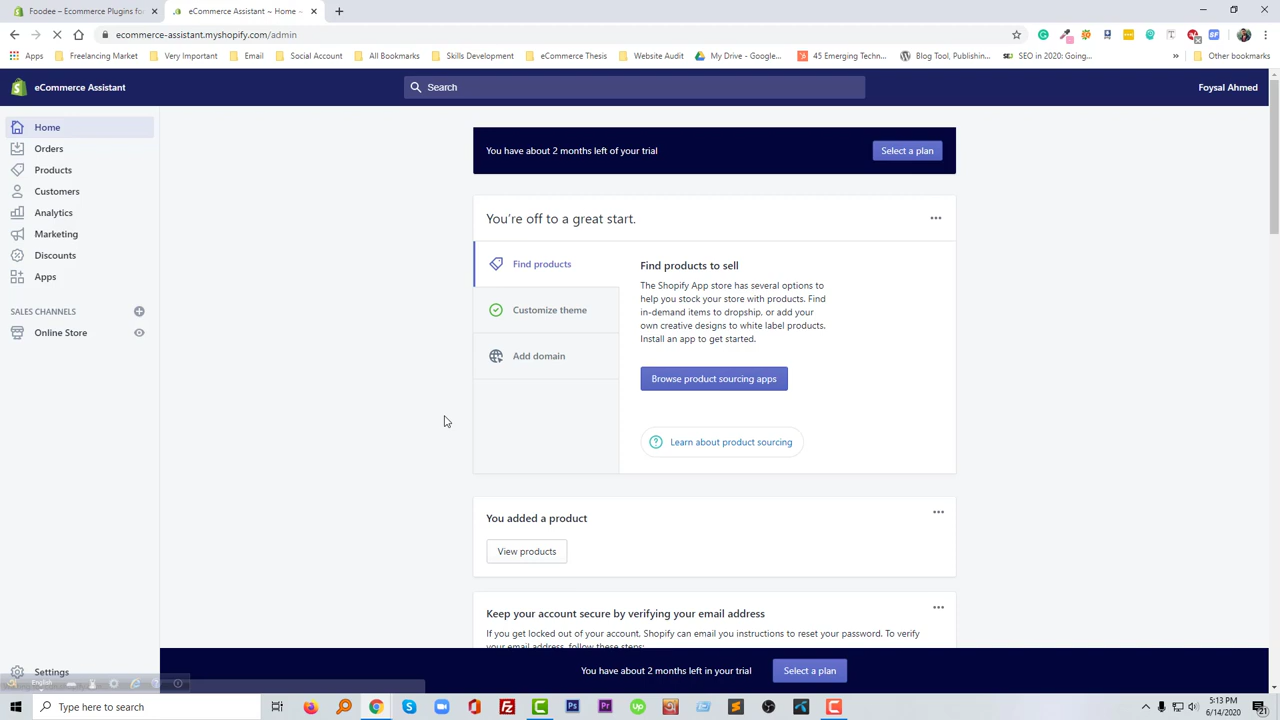 Foodee – Ecommerce Plugins for
eCommerce Assistant ~ Home ~
ecommerce-assistant.myshopify.com/admin
Apps
Freelancing Market
Very Important
Email
Social Account
All Bookmarks
Skills Development
eCommerce Thesis
Website Audit
My Drive - Google...
45 Emerging Techn...
Blog Tool, Publishin...
SEO in 2020: Going...
»
Other bookmarks
eCommerce Assistant
Search
Foysal Ahmed
Home
Orders
Products
Customers
Analytics
Marketing
Discounts
Apps
SALES CHANNELS
Online Store
Settings
English
You have about 2 months left of your trial
Select a plan
You're off to a great start.
Find products
Customize theme
Add domain
Find products to sell
The Shopify App store has several options to
help you stock your store with products. Find
in-demand items to dropship, or add your
own creative designs to white label products.
Install an app to get started.
Browse product sourcing apps
Learn about product sourcing
You added a product
View products
Keep your account secure by verifying your email address
If you get locked out of your account, Shopify can email you instructions to reset your password. To verify
your email address, follow these steps:
You have about 2 months left in your trial
Select a plan
Type here to search
5:13 PM
6/14/2020